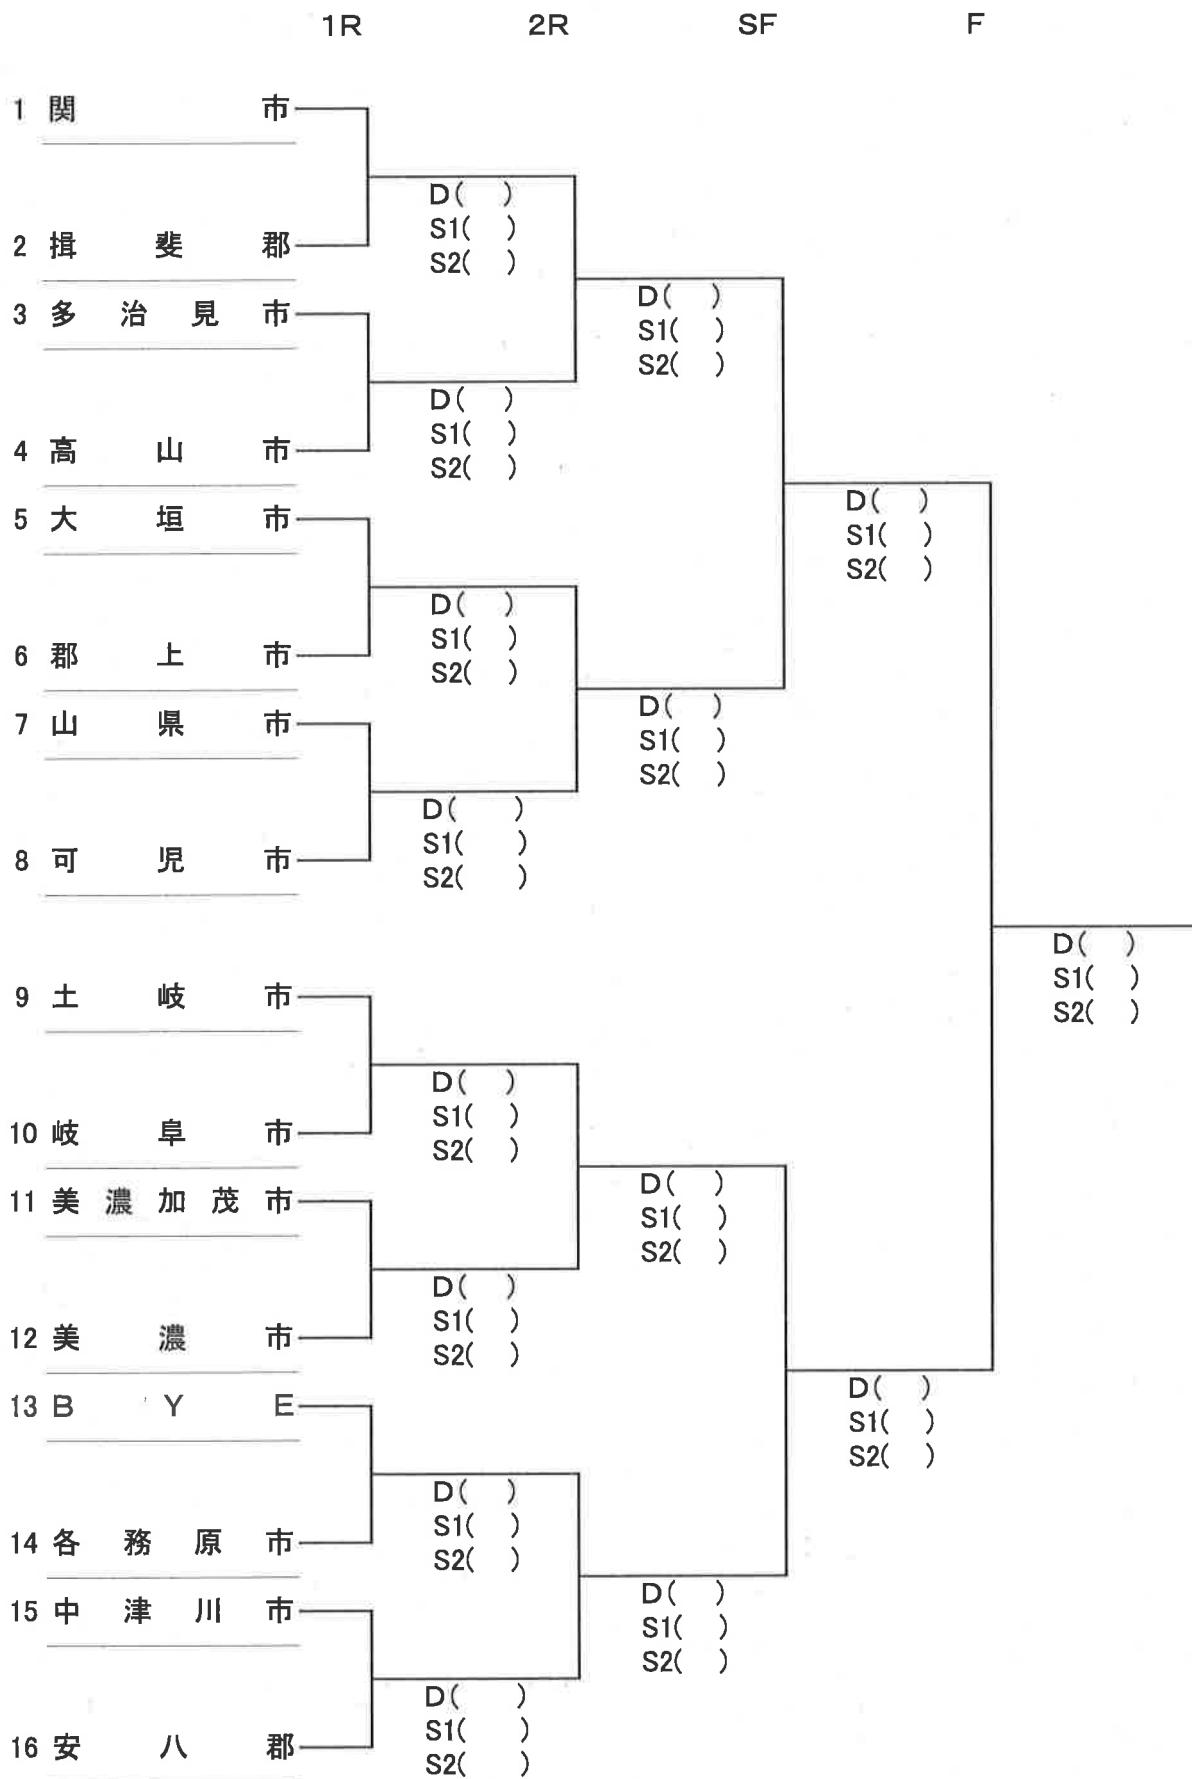 1R 2R SF F
1 関市
D( )
S1( )
2 揖斐郡
S2( )
3 多治見市
D( )
S1( )
S2( )
D( )
S1( )
4 高山市
S2( )
5 大垣市
D( )
S1( )
S2( )
D( )
S1( )
6 郡上市
S2( )
7 山県市
D( )
S1( )
S2( )
D( )
S1( )
8 可児市
S2( )
D( )
S1( )
S2( )
9 土岐市
D( )
S1( )
10 岐阜市
S2( )
11 美濃加茂市
D( )
S1( )
S2( )
D( )
S1( )
12 美濃市
S2( )
13 BYE
D( )
S1( )
S2( )
D( )
S1( )
14 各務原市
S2( )
15 中津川市
D( )
S1( )
S2( )
D( )
S1( )
16 安八郡
S2( )